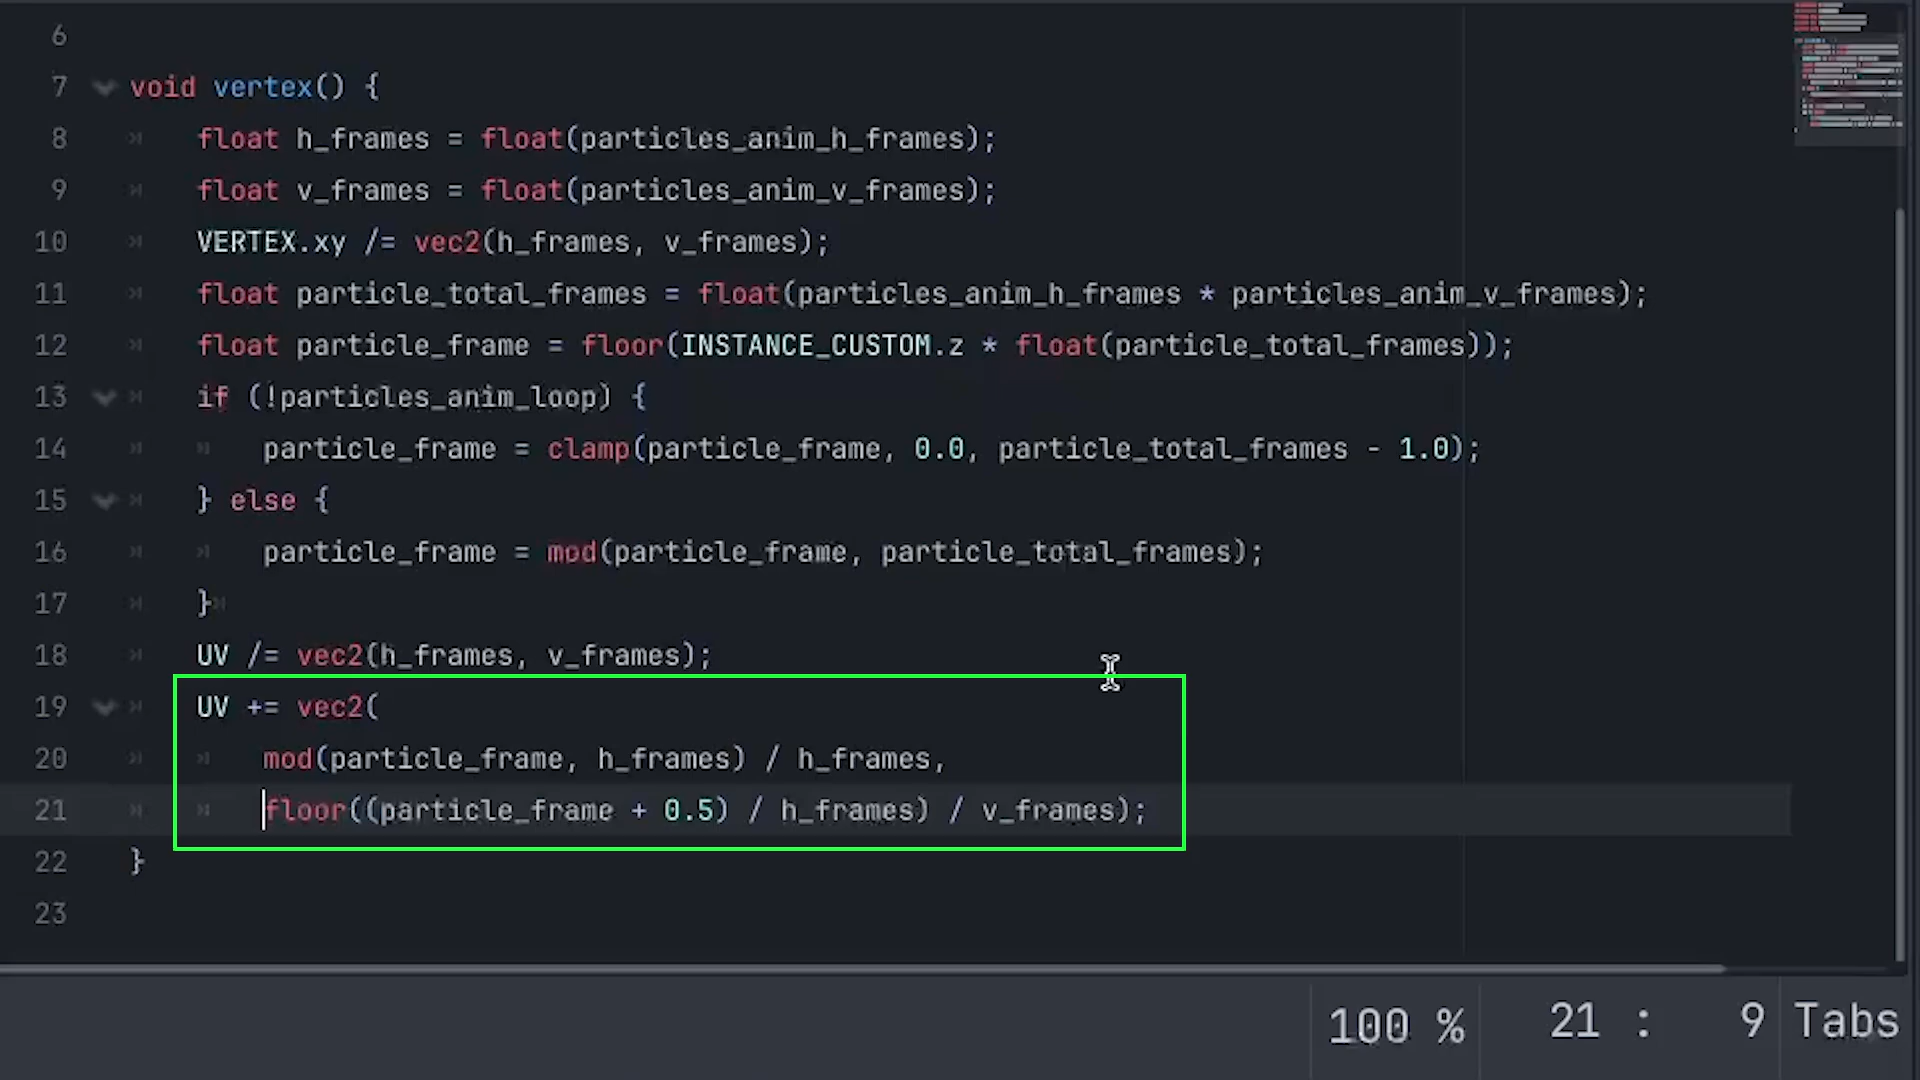 6
7 void vertex() {
8 float h_frames = float(particles_anim_h_frames);
9 float v_frames = float(particles_anim_v_frames);
10 VERTEX.xy /= vec2(h_frames, v_frames);
11 float particle_total_frames = float(particles_anim_h_frames * particles_anim_v_frames);
12 float particle_frame = floor(INSTANCE_CUSTOM.z * float(particle_total_frames));
13 if (!particles_anim_loop) {
14 particle_frame = clamp(particle_frame, 0.0, particle_total_frames - 1.0);
15 } else {
16 particle_frame = mod(particle_frame, particle_total_frames);
17 }
18 UV /= vec2(h_frames, v_frames);
19 UV += vec2(
20 mod(particle_frame, h_frames) / h_frames,
21 floor((particle_frame + 0.5) / h_frames) / v_frames);
22 }
23
100 % 21 : 9 Tabs